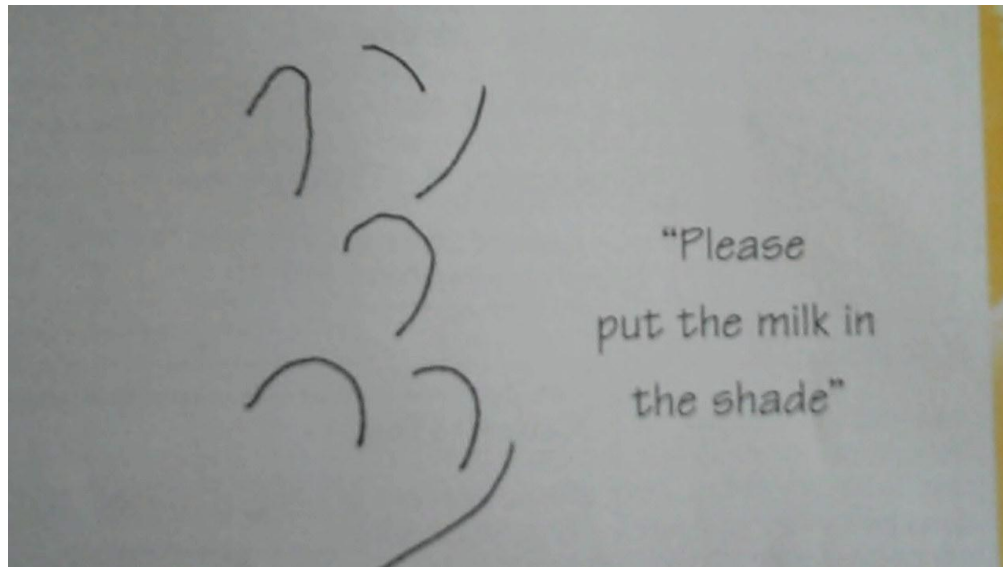 “Please
put the milk in
the shade”